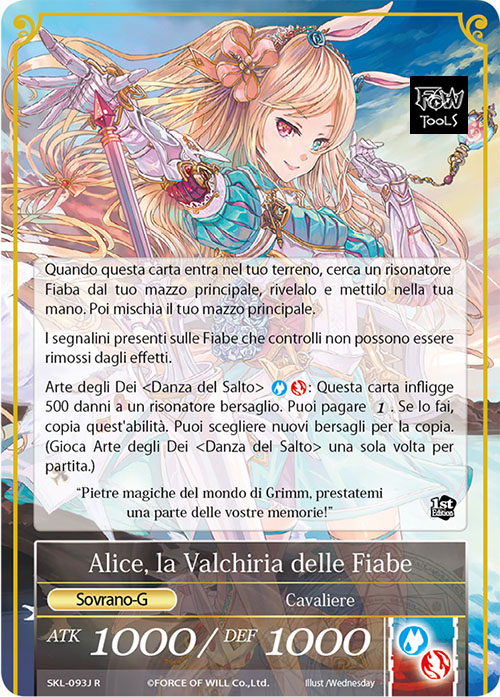 FOW
TOOLS
Quando questa carta entra nel tuo terreno, cerca un risonatore
Fiaba dal tuo mazzo principale, rivelalo e mettilo nella tua
mano. Poi mischia il tuo mazzo principale.
I segnalini presenti sulle Fiabe che controlli non possono essere
rimossi dagli effetti.
Arte degli Dei <Danza del Salto> : Questa carta infligge
500 danni a un risonatore bersaglio. Puoi pagare 1. Se lo fai,
copia quest'abilità. Puoi scegliere nuovi bersagli per la copia.
(Gioca Arte degli Dei <Danza del Salto> una sola volta per
partita.)
“Pietre magiche del mondo di Grimm, prestatemi
una parte delle vostre memorie!”
1st
Edition
Alice, la Valchiria delle Fiabe
Sovrano-G Cavaliere
ATK 1000/ DEF 1000
SKL-093J R ©FORCE OF WILL Co.,Ltd. Illust/Wednesday